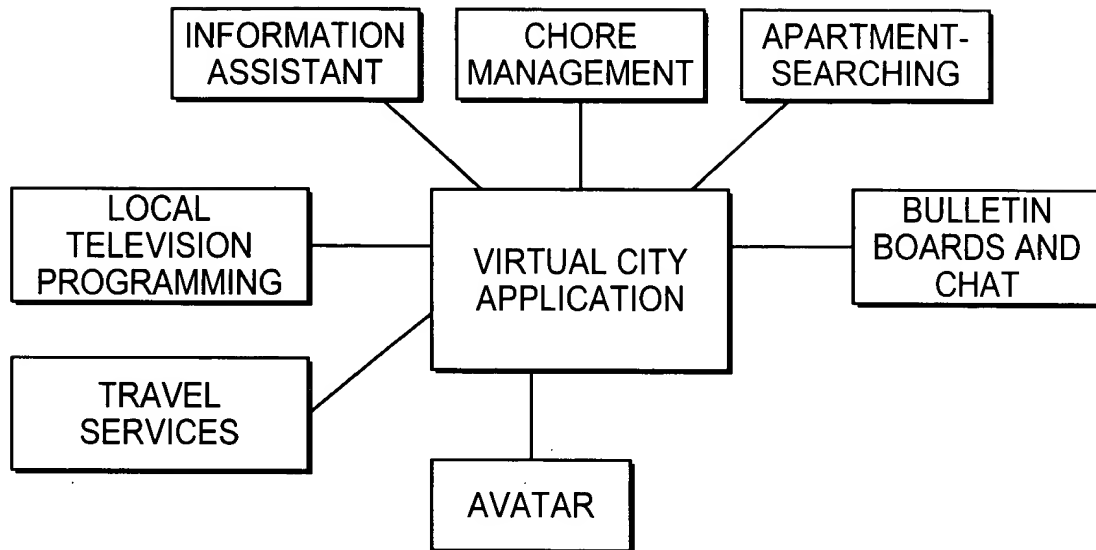 INFORMATION
ASSISTANT
CHORE
MANAGEMENT
APARTMENT-
SEARCHING
LOCAL
TELEVISION
PROGRAMMING
VIRTUAL CITY
APPLICATION
BULLETIN
BOARDS AND
CHAT
TRAVEL
SERVICES
AVATAR